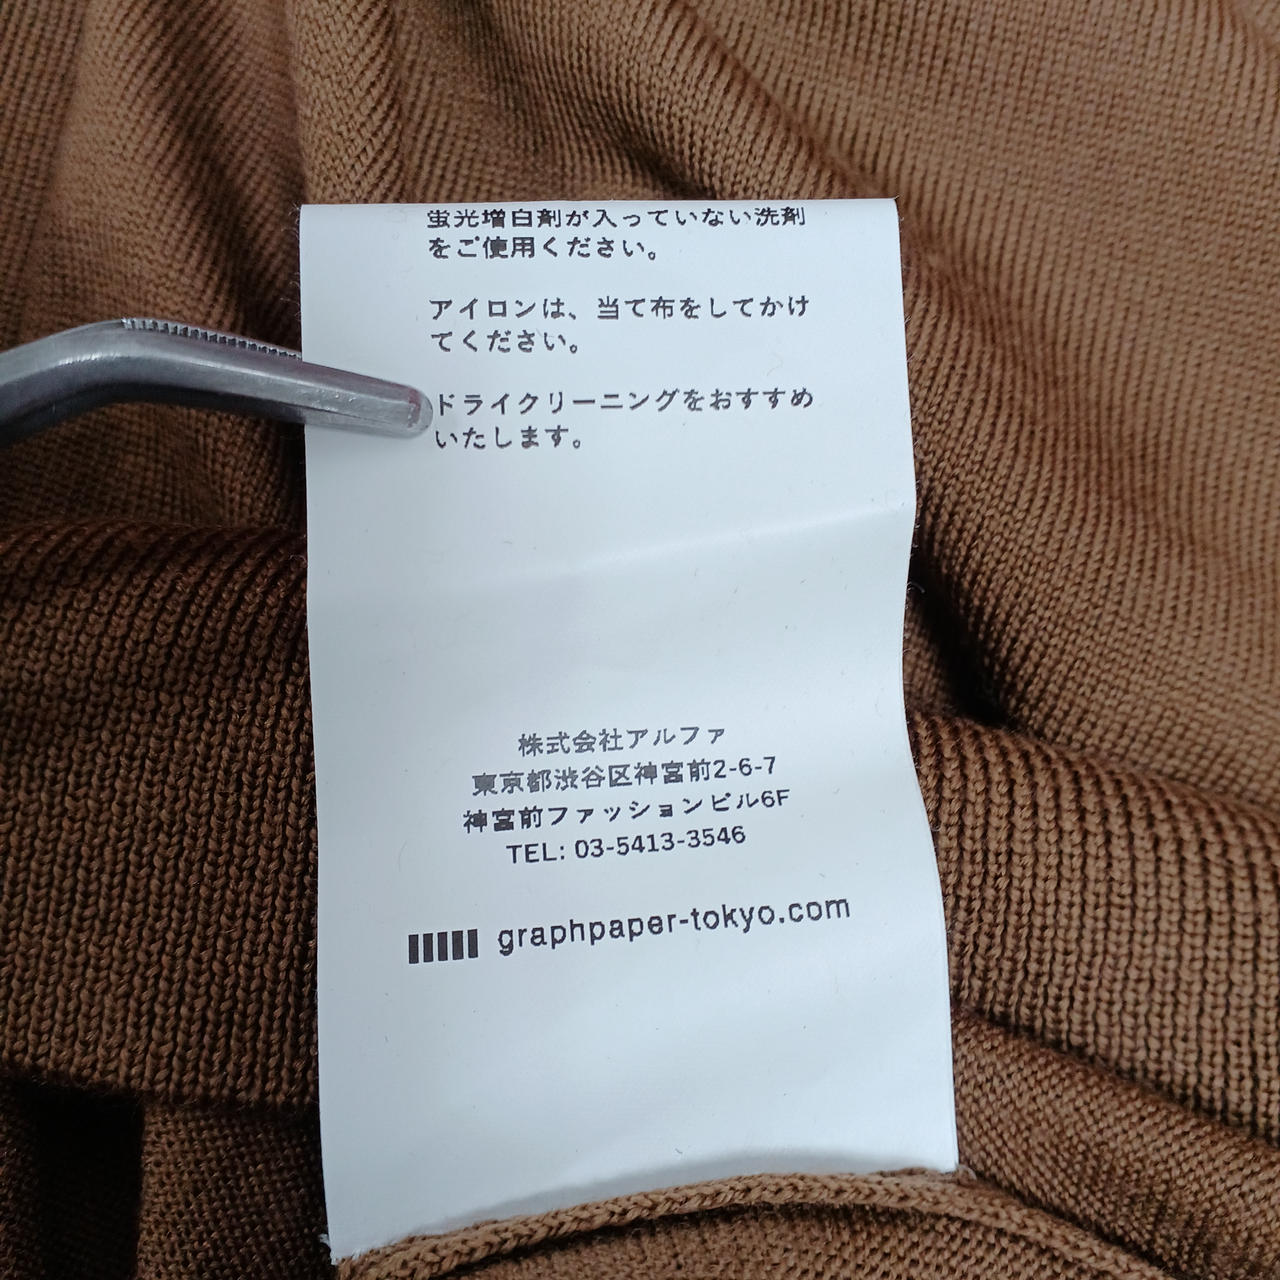 蛍光増白剤が入っていない洗剤
をご使用ください。
アイロンは、当て布をしてかけ
てください。
ドライクリーニングをおすすめ
いたします。
株式会社アルファ
東京都渋谷区神宮前2-6-7
神宮前ファッションビル6F
TEL: 03-5413-3546
graphpaper-tokyo.com